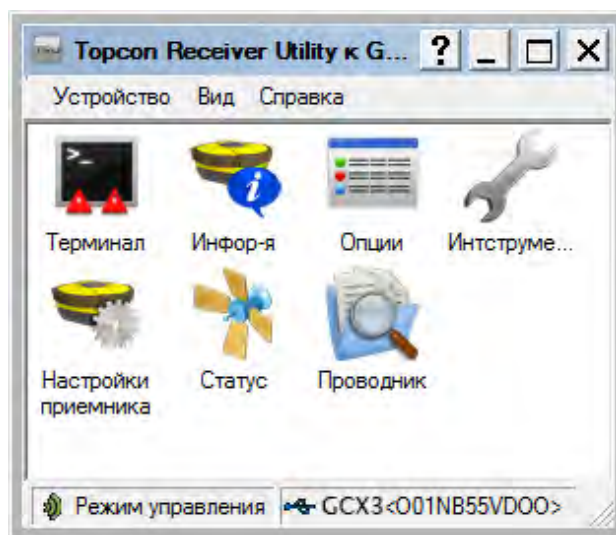 Topcon Receiver Utility к G...
Устройство Вид Справка
>_
Терминал Инфор-я Опции Интструме...
Настройки приемника Статус Проводник
Режим управления GCX3<O01NB55VDOO>